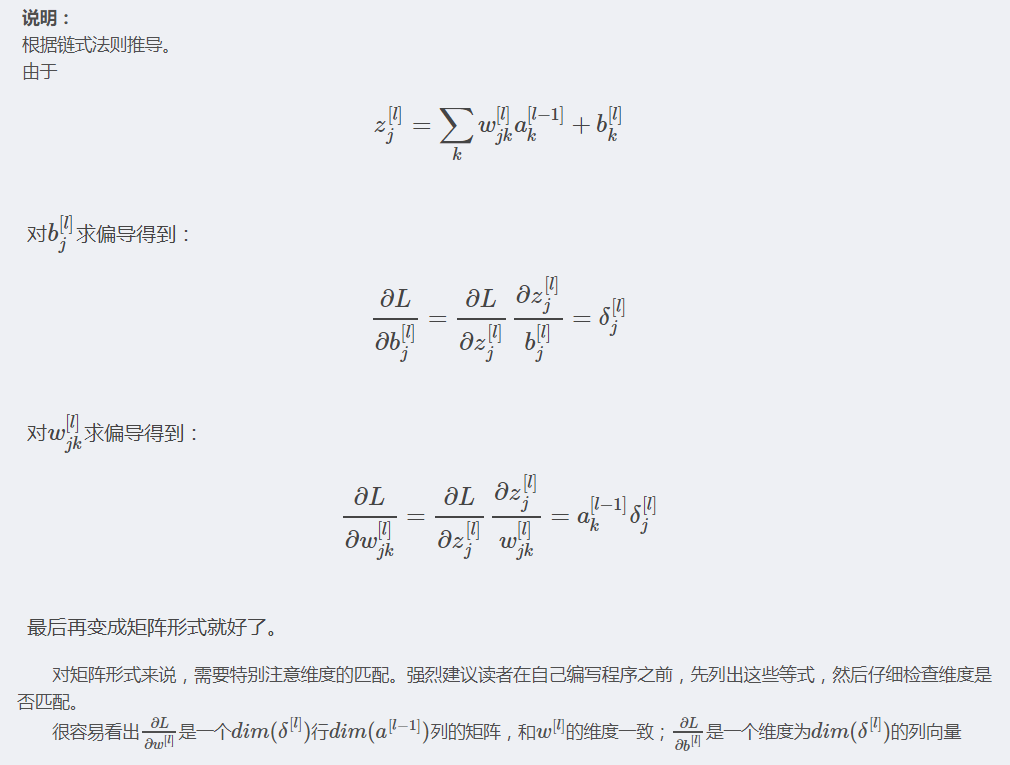 说明：
根据链式法则推导。
由于
$$z_j^{[l]} = \sum_k w_{jk}^{[l]} a_k^{[l-1]} + b_k^{[l]}$$
对$b_j^{[l]}$求偏导得到：
$$\frac{\partial L}{\partial b_j^{[l]}} = \frac{\partial L}{\partial z_j^{[l]}} \frac{\partial z_j^{[l]}}{b_j^{[l]}} = \delta_j^{[l]}$$
对$w_{jk}^{[l]}$求偏导得到：
$$\frac{\partial L}{\partial w_{jk}^{[l]}} = \frac{\partial L}{\partial z_j^{[l]}} \frac{\partial z_j^{[l]}}{w_{jk}^{[l]}} = a_k^{[l-1]} \delta_j^{[l]}$$
最后再变成矩阵形式就好了。
对矩阵形式来说，需要特别注意维度的匹配。强烈建议读者在自己编写程序之前，先列出这些等式，然后仔细检查维度是
否匹配。
很容易看出$\frac{\partial L}{\partial w^{[l]}}$是一个$dim(\delta^{[l]})$行$dim(a^{[l-1]})$列的矩阵，和$w^{[l]}$的维度一致；$\frac{\partial L}{\partial b^{[l]}}$是一个维度为$dim(\delta^{[l]})$的列向量